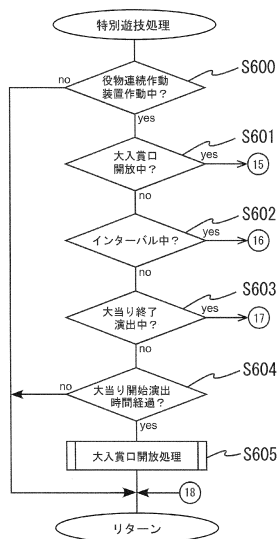 特別遊技処理
S600
役物連続作動
装置作動中？
no
yes
S601
大入賞口
開放中？
yes
15
no
S602
インターバル中？
yes
16
no
S603
大当り終了
演出中？
yes
17
no
S604
大当り開始演出
時間経過？
no
yes
S605
大入賞口開放処理
18
リターン